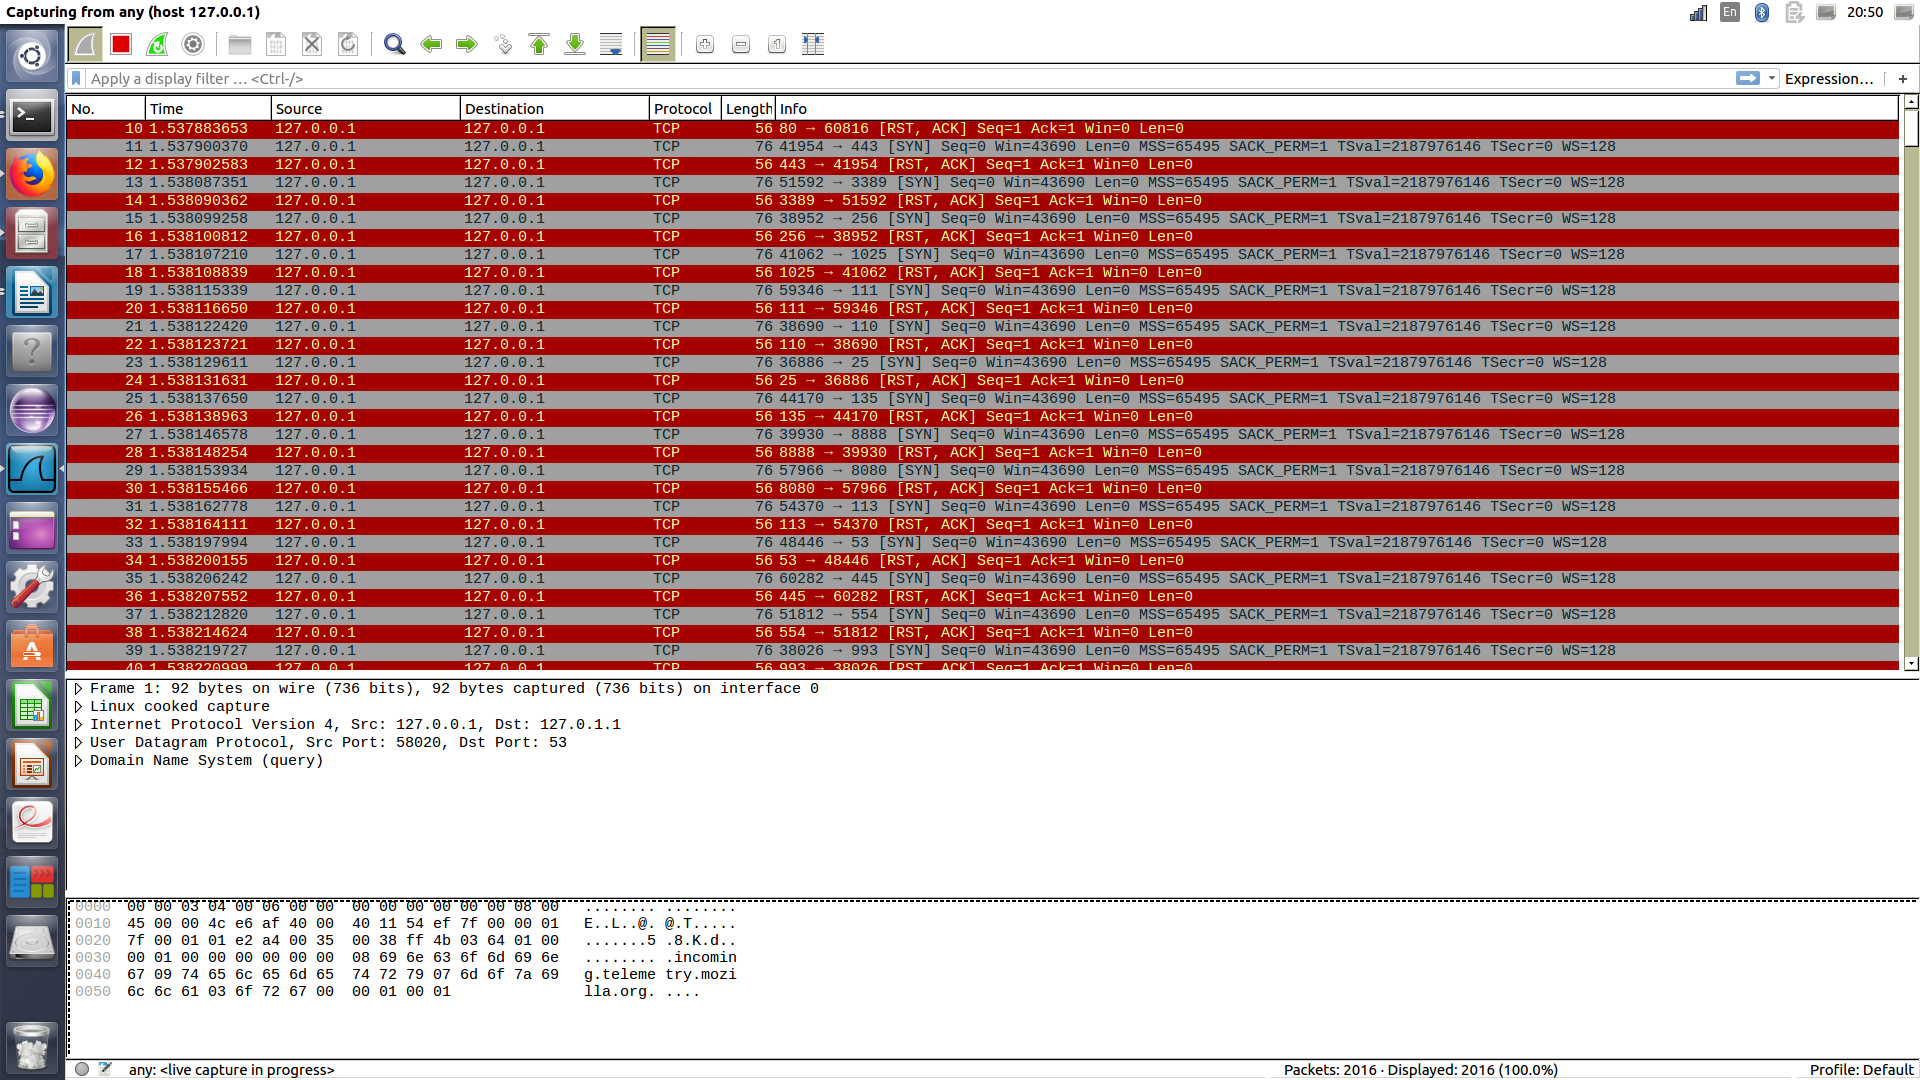 Capturing from any (host 127.0.0.1)
En
20:50
Apply a display filter … <Ctrl-/>
Expression…
+
No. Time Source Destination Protocol Length Info
10 1.537883653 127.0.0.1 127.0.0.1 TCP 56 80 → 60816 [RST, ACK] Seq=1 Ack=1 Win=0 Len=0
11 1.537900370 127.0.0.1 127.0.0.1 TCP 76 41954 → 443 [SYN] Seq=0 Win=43690 Len=0 MSS=65495 SACK_PERM=1 TSval=2187976146 TSecr=0 WS=128
12 1.537902583 127.0.0.1 127.0.0.1 TCP 56 443 → 41954 [RST, ACK] Seq=1 Ack=1 Win=0 Len=0
13 1.538087351 127.0.0.1 127.0.0.1 TCP 76 51592 → 3389 [SYN] Seq=0 Win=43690 Len=0 MSS=65495 SACK_PERM=1 TSval=2187976146 TSecr=0 WS=128
14 1.538090362 127.0.0.1 127.0.0.1 TCP 56 3389 → 51592 [RST, ACK] Seq=1 Ack=1 Win=0 Len=0
15 1.538099258 127.0.0.1 127.0.0.1 TCP 76 38952 → 256 [SYN] Seq=0 Win=43690 Len=0 MSS=65495 SACK_PERM=1 TSval=2187976146 TSecr=0 WS=128
16 1.538100812 127.0.0.1 127.0.0.1 TCP 56 256 → 38952 [RST, ACK] Seq=1 Ack=1 Win=0 Len=0
17 1.538107210 127.0.0.1 127.0.0.1 TCP 76 41062 → 1025 [SYN] Seq=0 Win=43690 Len=0 MSS=65495 SACK_PERM=1 TSval=2187976146 TSecr=0 WS=128
18 1.538108839 127.0.0.1 127.0.0.1 TCP 56 1025 → 41062 [RST, ACK] Seq=1 Ack=1 Win=0 Len=0
19 1.538115339 127.0.0.1 127.0.0.1 TCP 76 59346 → 111 [SYN] Seq=0 Win=43690 Len=0 MSS=65495 SACK_PERM=1 TSval=2187976146 TSecr=0 WS=128
20 1.538116650 127.0.0.1 127.0.0.1 TCP 56 111 → 59346 [RST, ACK] Seq=1 Ack=1 Win=0 Len=0
21 1.538122420 127.0.0.1 127.0.0.1 TCP 76 38690 → 110 [SYN] Seq=0 Win=43690 Len=0 MSS=65495 SACK_PERM=1 TSval=2187976146 TSecr=0 WS=128
22 1.538123721 127.0.0.1 127.0.0.1 TCP 56 110 → 38690 [RST, ACK] Seq=1 Ack=1 Win=0 Len=0
23 1.538129611 127.0.0.1 127.0.0.1 TCP 76 36886 → 25 [SYN] Seq=0 Win=43690 Len=0 MSS=65495 SACK_PERM=1 TSval=2187976146 TSecr=0 WS=128
24 1.538131631 127.0.0.1 127.0.0.1 TCP 56 25 → 36886 [RST, ACK] Seq=1 Ack=1 Win=0 Len=0
25 1.538137650 127.0.0.1 127.0.0.1 TCP 76 44170 → 135 [SYN] Seq=0 Win=43690 Len=0 MSS=65495 SACK_PERM=1 TSval=2187976146 TSecr=0 WS=128
26 1.538138963 127.0.0.1 127.0.0.1 TCP 56 135 → 44170 [RST, ACK] Seq=1 Ack=1 Win=0 Len=0
27 1.538146578 127.0.0.1 127.0.0.1 TCP 76 39930 → 8888 [SYN] Seq=0 Win=43690 Len=0 MSS=65495 SACK_PERM=1 TSval=2187976146 TSecr=0 WS=128
28 1.538148254 127.0.0.1 127.0.0.1 TCP 56 8888 → 39930 [RST, ACK] Seq=1 Ack=1 Win=0 Len=0
29 1.538153934 127.0.0.1 127.0.0.1 TCP 76 57966 → 8080 [SYN] Seq=0 Win=43690 Len=0 MSS=65495 SACK_PERM=1 TSval=2187976146 TSecr=0 WS=128
30 1.538155466 127.0.0.1 127.0.0.1 TCP 56 8080 → 57966 [RST, ACK] Seq=1 Ack=1 Win=0 Len=0
31 1.538162778 127.0.0.1 127.0.0.1 TCP 76 54370 → 113 [SYN] Seq=0 Win=43690 Len=0 MSS=65495 SACK_PERM=1 TSval=2187976146 TSecr=0 WS=128
32 1.538164111 127.0.0.1 127.0.0.1 TCP 56 113 → 54370 [RST, ACK] Seq=1 Ack=1 Win=0 Len=0
33 1.538197994 127.0.0.1 127.0.0.1 TCP 76 48446 → 53 [SYN] Seq=0 Win=43690 Len=0 MSS=65495 SACK_PERM=1 TSval=2187976146 TSecr=0 WS=128
34 1.538200155 127.0.0.1 127.0.0.1 TCP 56 53 → 48446 [RST, ACK] Seq=1 Ack=1 Win=0 Len=0
35 1.538206242 127.0.0.1 127.0.0.1 TCP 76 60282 → 445 [SYN] Seq=0 Win=43690 Len=0 MSS=65495 SACK_PERM=1 TSval=2187976146 TSecr=0 WS=128
36 1.538207552 127.0.0.1 127.0.0.1 TCP 56 445 → 60282 [RST, ACK] Seq=1 Ack=1 Win=0 Len=0
37 1.538212820 127.0.0.1 127.0.0.1 TCP 76 51812 → 554 [SYN] Seq=0 Win=43690 Len=0 MSS=65495 SACK_PERM=1 TSval=2187976146 TSecr=0 WS=128
38 1.538214624 127.0.0.1 127.0.0.1 TCP 56 554 → 51812 [RST, ACK] Seq=1 Ack=1 Win=0 Len=0
39 1.538219727 127.0.0.1 127.0.0.1 TCP 76 38026 → 993 [SYN] Seq=0 Win=43690 Len=0 MSS=65495 SACK_PERM=1 TSval=2187976146 TSecr=0 WS=128
40 1.538220999 127.0.0.1 127.0.0.1 TCP 56 993 → 38026 [RST, ACK] Seq=1 Ack=1 Win=0 Len=0
Frame 1: 92 bytes on wire (736 bits), 92 bytes captured (736 bits) on interface 0
Linux cooked capture
Internet Protocol Version 4, Src: 127.0.0.1, Dst: 127.0.1.1
User Datagram Protocol, Src Port: 58020, Dst Port: 53
Domain Name System (query)
0000 00 00 03 04 00 06 00 00 00 00 00 00 00 00 08 00 ........ ........
0010 45 00 00 4c e6 af 40 00 40 11 54 ef 7f 00 00 01 E..L..@. @.T.....
0020 7f 00 01 01 e2 a4 00 35 00 38 ff 4b 03 64 01 00 .......5 .8.K.d..
0030 00 01 00 00 00 00 00 00 08 69 6e 63 6f 6d 69 6e ........ .incomin
0040 67 09 74 65 6c 65 6d 65 74 72 79 07 6d 6f 7a 69 g.teleme try.mozi
0050 6c 6c 61 03 6f 72 67 00 00 01 00 01 lla.org. ....
any: <live capture in progress>
Packets: 2016 · Displayed: 2016 (100.0%)
Profile: Default